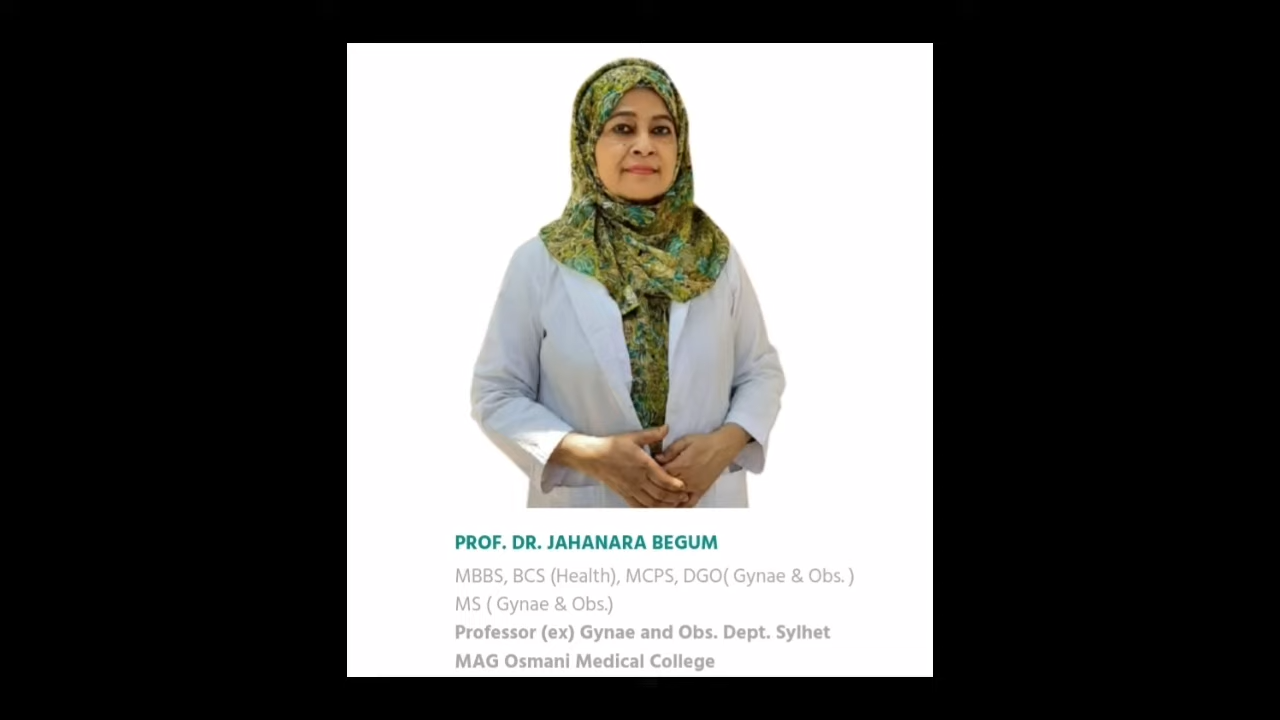 PROF. DR. JAHANARA BEGUM
MBBS, BCS (Health), MCPS, DGO( Gynae & Obs. )
MS ( Gynae & Obs.)
Professor (ex) Gynae and Obs. Dept. Sylhet
MAG Osmani Medical College